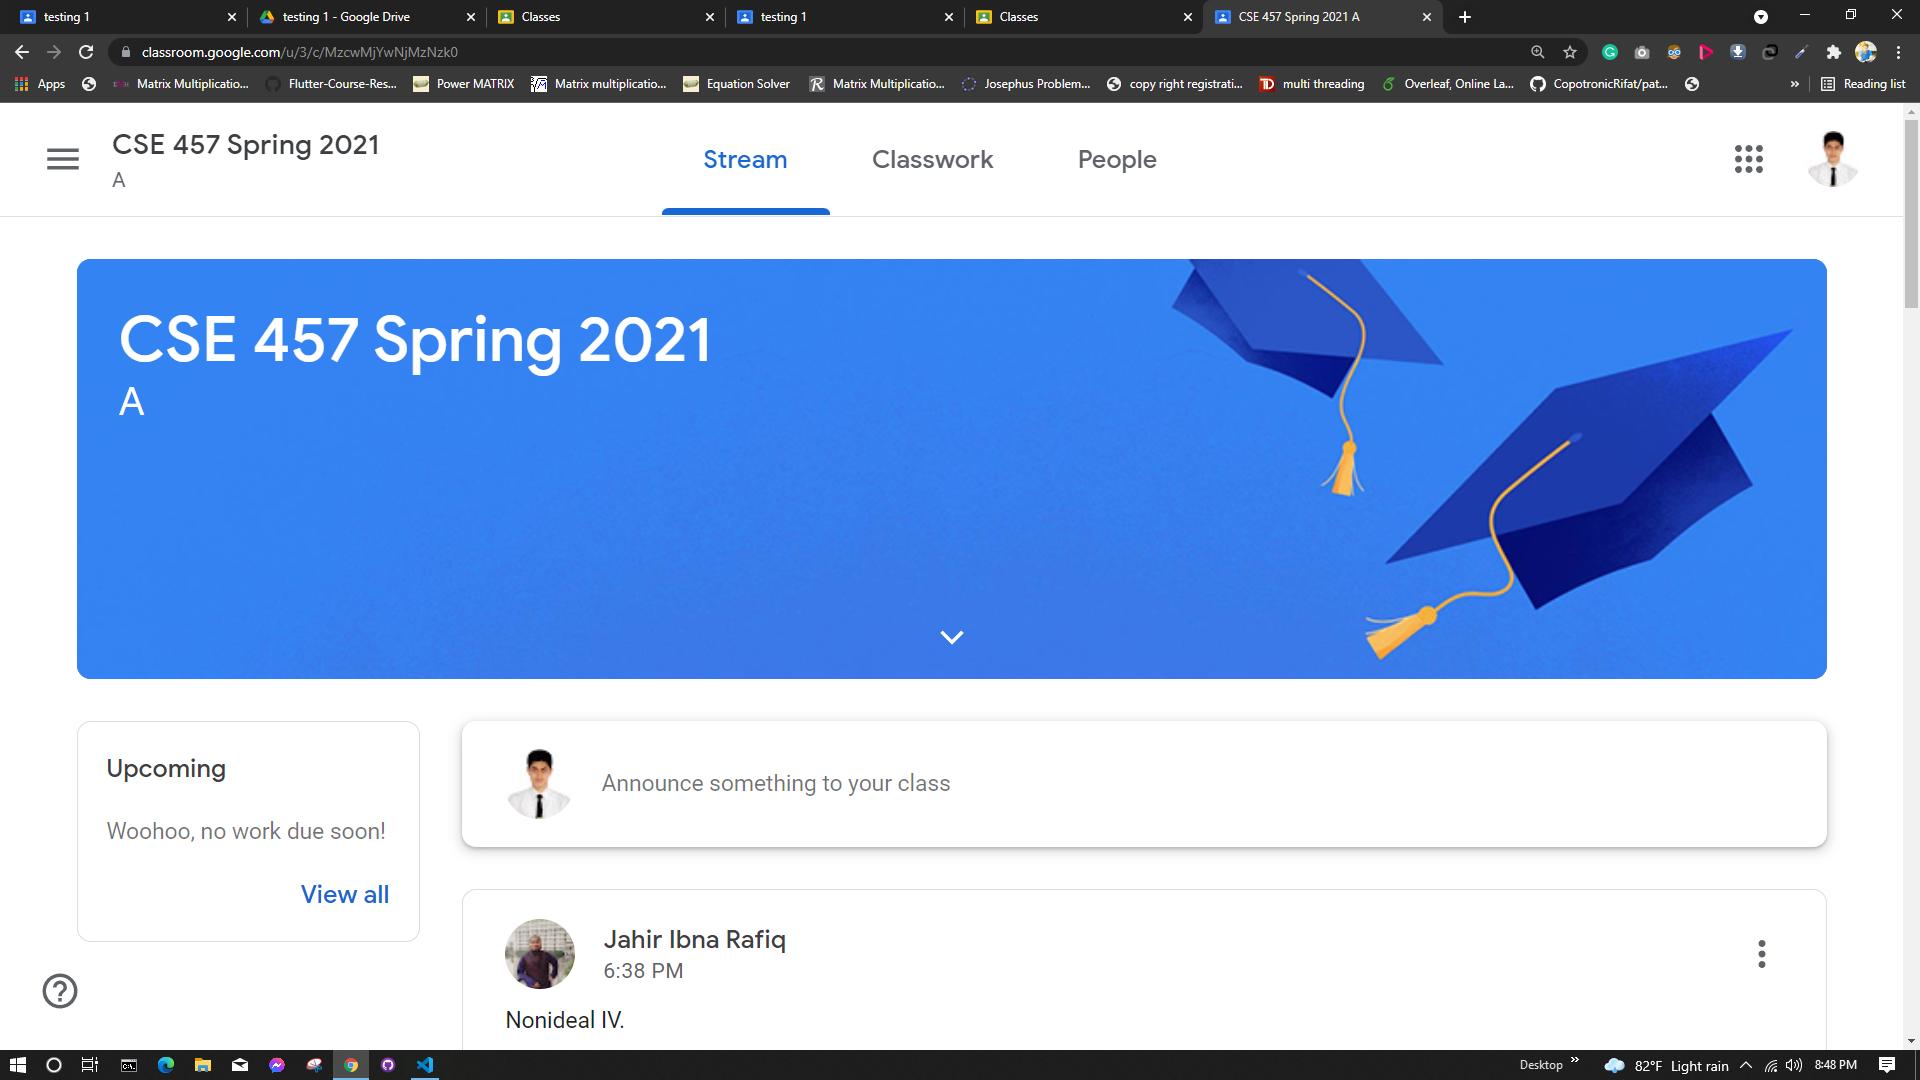 testing 1
testing 1 - Google Drive
Classes
testing 1
Classes
CSE 457 Spring 2021 A
classroom.google.com/u/3/c/MzcwMjYwNjMzNzk0
Apps
Matrix Multiplicatio...
Flutter-Course-Res...
Power MATRIX
Matrix multiplicatio...
Equation Solver
Matrix Multiplicatio...
Josephus Problem...
copy right registrati...
multi threading
Overleaf, Online La...
CopotronicRifat/pat...
»
Reading list
CSE 457 Spring 2021
A
Stream
Classwork
People
CSE 457 Spring 2021
A
Upcoming
Woohoo, no work due soon!
View all
Announce something to your class
Jahir Ibna Rafiq
6:38 PM
Nonideal IV.
Desktop
»
82°F Light rain
8:48 PM